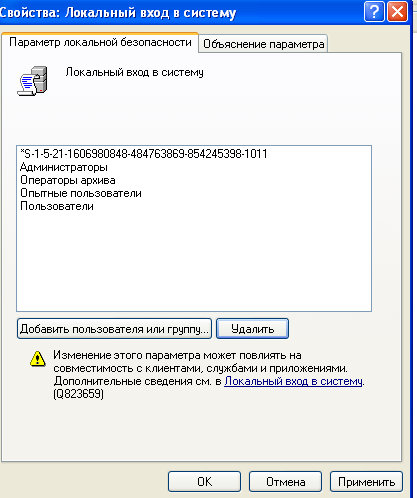 Свойства: Локальный вход в систему
Параметр локальной безопасности
Объяснение параметра
Локальный вход в систему
*S-1-5-21-1606980848-484763869-854245398-1011
Администраторы
Операторы архива
Опытные пользователи
Пользователи
Добавить пользователя или группу...
Удалить
Изменение этого параметра может повлиять на
совместимость с клиентами, службами и приложениями.
Дополнительные сведения см. в Локальный вход в систему.
(Q823659)
OK
Отмена
Применить